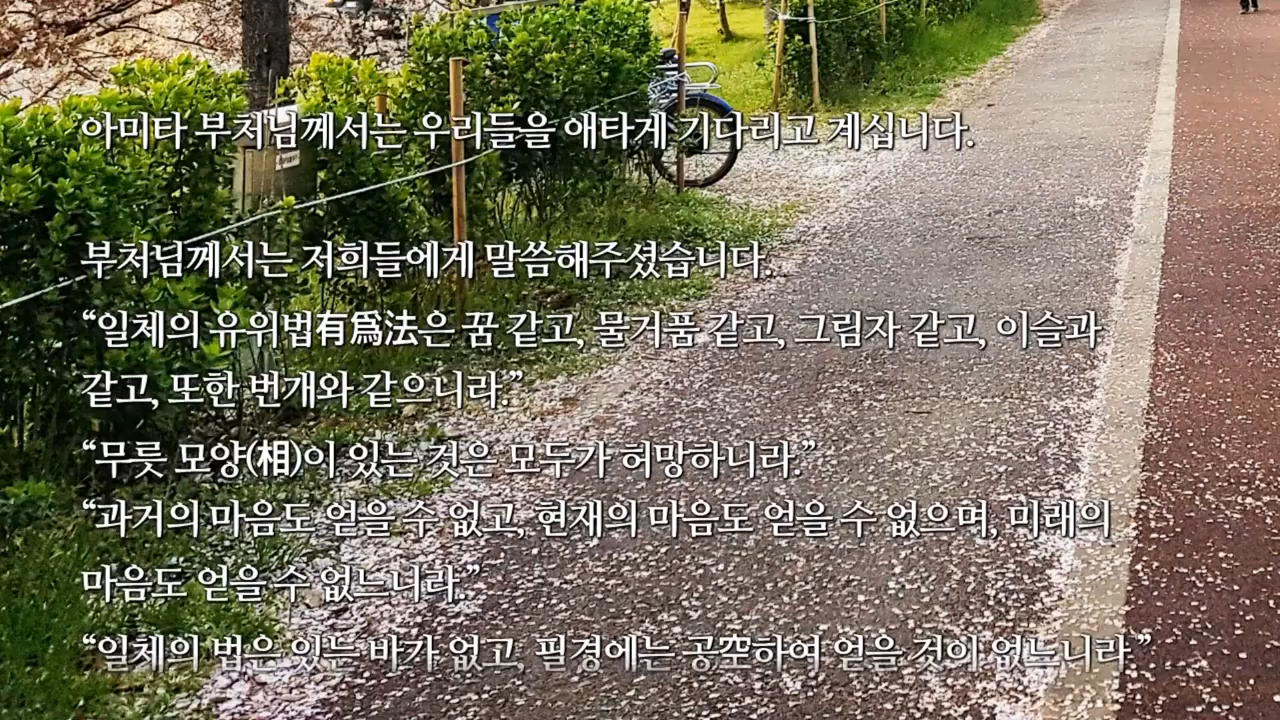 아미타 부처님께서는 우리들을 애타게 기다리고 계십니다.
부처님께서는 저희들에게 말씀해주셨습니다.
“일체의 유위법有爲法은 꿈 같고, 물거품 같고, 그림자 같고, 이슬과
같고, 또한 번개와 같으니라.”
“무릇 모양(相)이 있는 것은 모두가 허망하니라.”
“과거의 마음도 얻을 수 없고, 현재의 마음도 얻을 수 없으며, 미래의
마음도 얻을 수 없느니라.”
“일체의 법은 있는 바가 없고, 필경에는 공空하여 얻을 것이 없느니라.”